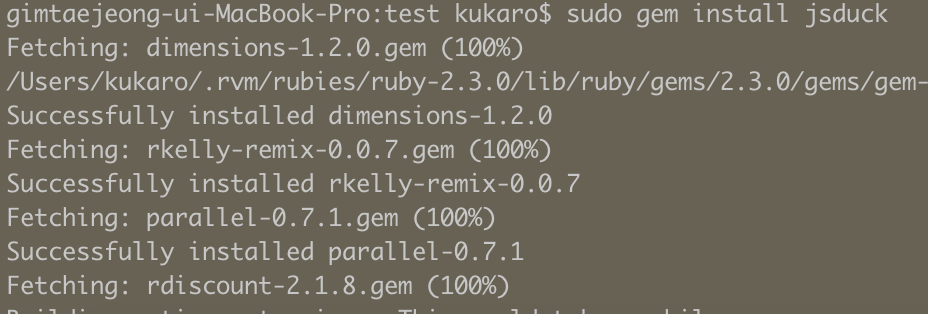 gimtaejeong-ui-MacBook-Pro:test kukaro$ sudo gem install jsduck
Fetching: dimensions-1.2.0.gem (100%)
/Users/kukaro/.rvm/rubies/ruby-2.3.0/lib/ruby/gems/2.3.0/gems/gem-
Successfully installed dimensions-1.2.0
Fetching: rkelly-remix-0.0.7.gem (100%)
Successfully installed rkelly-remix-0.0.7
Fetching: parallel-0.7.1.gem (100%)
Successfully installed parallel-0.7.1
Fetching: rdiscount-2.1.8.gem (100%)